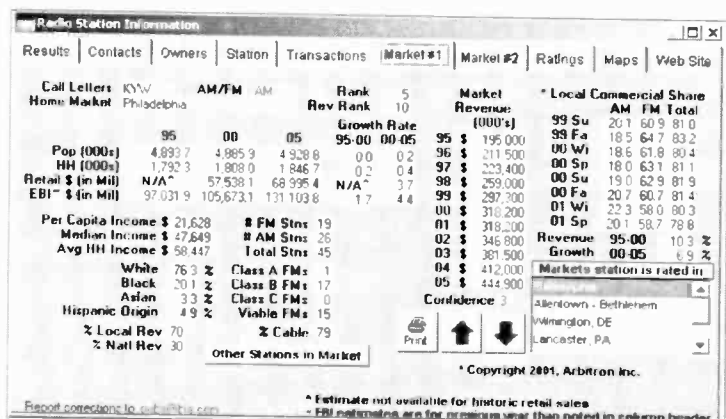 Radio Station Information
Results Contacts Owners Station Transactions Market #1 Market #2 Ratings Maps Web Site
Call Letters KYW AM/FM AM
Home Market Philadelphia
Rank 5
Rev Rank 10
Growth Rate
95 00 05 95-00 00-05
Pop (000s) 4,893.7 4,885.9 4,928.8 0.0 0.2
HH (000s) 1,792.3 1,808.0 1,846.7 0.2 0.4
Retail $ (in Mil) N/A^ 57,538.1 68,995.4 N/A^ 3.7
EBI~ $ (in Mil) 97,031.9 105,673.1 131,103.8 1.7 4.4
Per Capita Income $ 21,628
Median Income $ 47,649
Avg HH Income $ 58,447
# FM Stns 19
# AM Stns 26
Total Stns 45
White 76.3 %
Black 20.1 %
Asian 3.3 %
Hispanic Origin 4.9 %
Class A FMs 1
Class B FMs 17
Class C FMs 0
Viable FMs 15
% Local Rev 70
% Natl Rev 30
% Cable 79
Other Stations in Market
Market
Revenue
(000's)
95 $ 195,000
96 $ 211,500
97 $ 223,400
98 $ 259,000
99 $ 297,300
00 $ 318,200
01 $ 318,200
02 $ 346,800
03 $ 381,500
04 $ 412,000
05 $ 444,900
Confidence 3
Print
* Local Commercial Share
AM FM Total
99 Su 20.1 60.9 81.0
99 Fa 18.5 64.7 83.2
00 Wi 18.6 61.8 80.4
00 Sp 18.0 63.1 81.1
00 Su 19.0 62.9 81.9
00 Fa 20.7 60.7 81.4
01 Wi 22.3 58.0 80.3
01 Sp 20.1 58.7 78.8
Revenue 95-00 10.3 %
Growth 00-05 6.9 %
Markets station is rated in
Allentown - Bethlehem
Wilmington, DE
Lancaster, PA
* Copyright 2001, Arbitron Inc.
Report corrections to
^ Estimate not available for historic retail sales
~ EBI estimates are for previous year than noted in column header